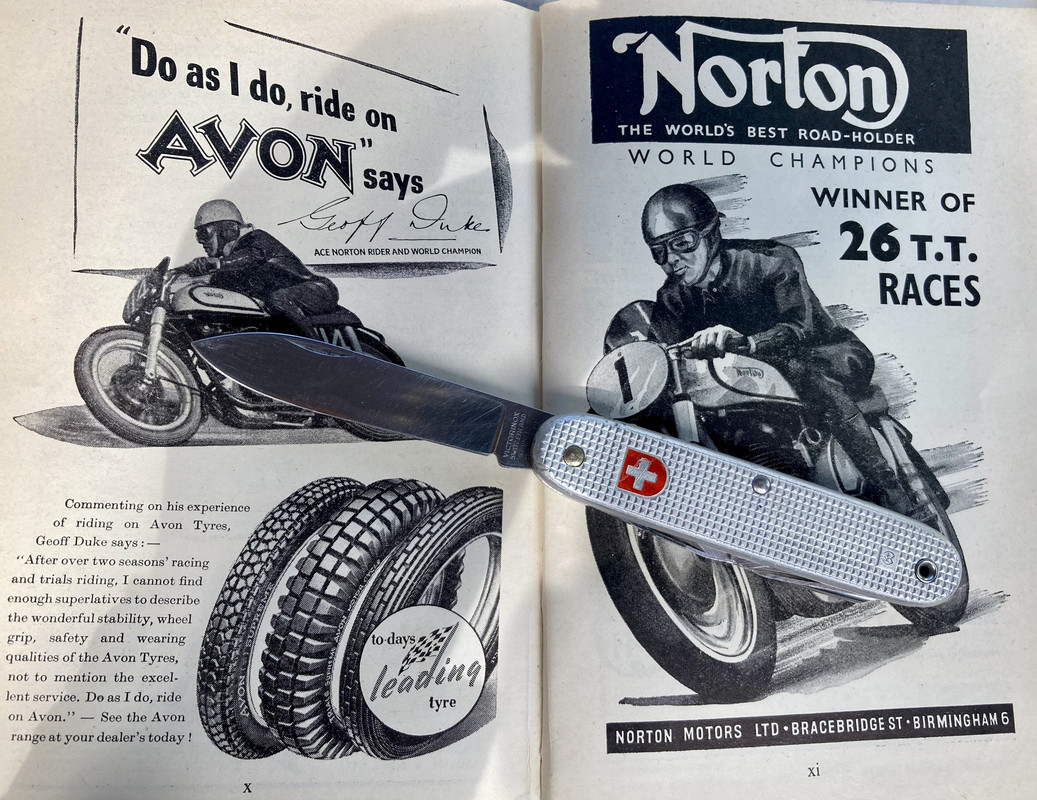 "Do as I do, ride on
AVON" says
Geoff Duke
ACE NORTON RIDER AND WORLD CHAMPION
Commenting on his experience
of riding on Avon Tyres,
Geoff Duke says :—
"After over two seasons' racing
and trials riding, I cannot find
enough superlatives to describe
the wonderful stability, wheel
grip, safety and wearing
qualities of the Avon Tyres,
not to mention the excel-
lent service. Do as I do, ride
on Avon." — See the Avon
range at your dealer's today !
to-days
leading
tyre
x
Norton
THE WORLD'S BEST ROAD-HOLDER
WORLD CHAMPIONS
WINNER OF
26 T.T.
RACES
1
Norton
NORTON MOTORS LTD • BRACEBRIDGE ST • BIRMINGHAM 6
xi
VICTORINOX